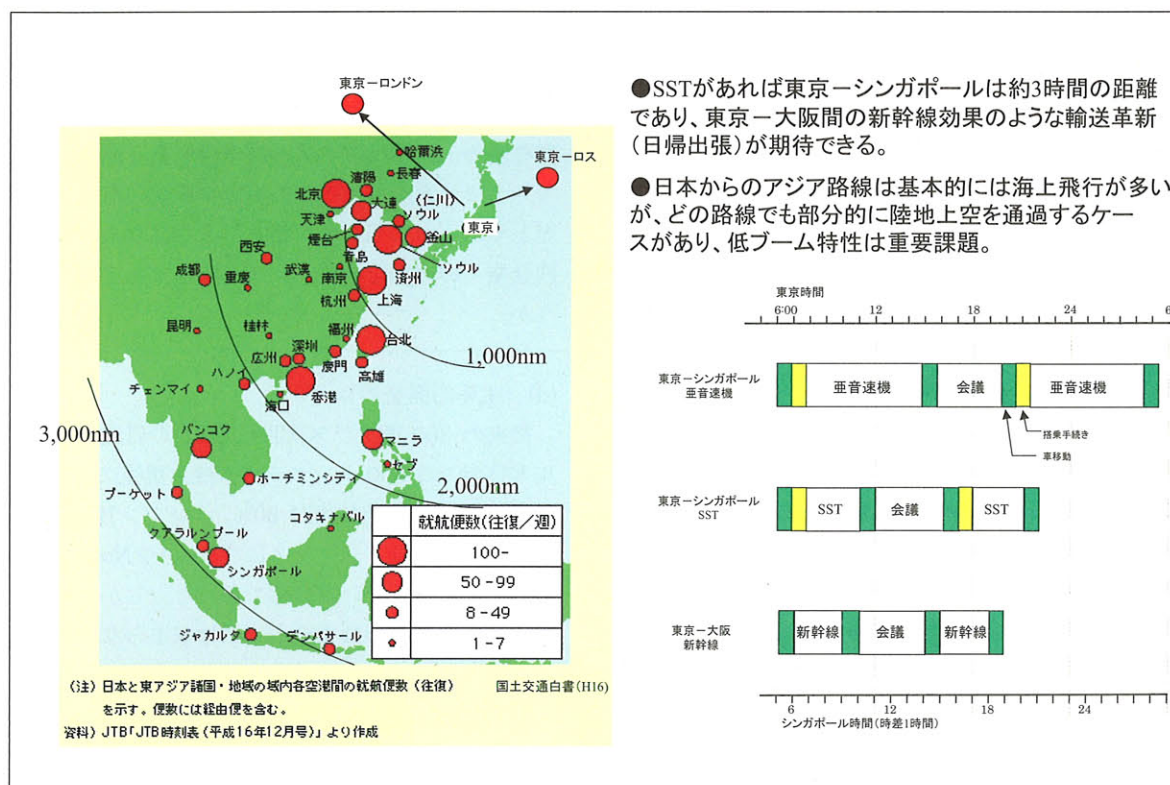 東京－ロンドン
東京－ロス
哈爾浜
長春
瀋陽
北京
大連
(仁川)
ソウル
天津
(東京)
煙台
釜山
青島
ソウル
西安
武漢
南京
済州
成都
重慶
杭州
上海
昆明
桂林
福州
台北
深圳
広州
厦門
1,000nm
高雄
ハノイ
チェンマイ
海口
香港
3,000nm
バンコク
マニラ
セブ
ホーチミンシティ
2,000nm
プーケット
コタキナバル
クアラルンプール
シンガポール
ジャカルタ
デンパサール
就航便数(往復／週)
100-
50-99
8-49
1-7
(注) 日本と東アジア諸国・地域の域内各空港間の就航便数（往復）
を示す。便数には経由便を含む。
国土交通白書(H16)
資料) JTB「JTB時刻表（平成16年12月号）」より作成
●SSTがあれば東京－シンガポールは約3時間の距離
であり、東京－大阪間の新幹線効果のような輸送革新
（日帰出張）が期待できる。
●日本からのアジア路線は基本的には海上飛行が多い
が、どの路線でも部分的に陸地上空を通過するケー
スがあり、低ブーム特性は重要課題。
東京時間
6:00 12 18 24 6
東京－シンガポール
亜音速機
亜音速機 会議 亜音速機
搭乗手続き
車移動
東京－シンガポール
SST
SST 会議 SST
東京－大阪
新幹線
新幹線 会議 新幹線
6 12 18 24
シンガポール時間(時差1時間)